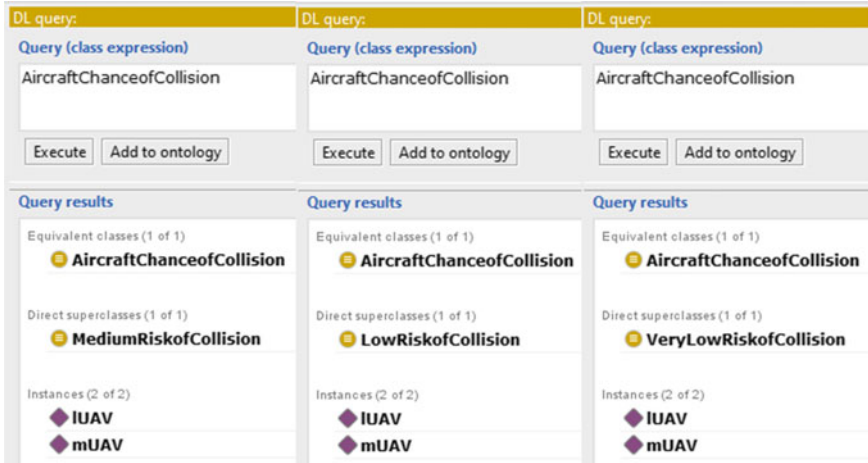 DL query:
Query (class expression)
AircraftChanceofCollision
Execute Add to ontology
Query results
Equivalent classes (1 of 1)
AircraftChanceofCollision
Direct superclasses (1 of 1)
MediumRiskofCollision
Instances (2 of 2)
lUAV
mUAV
DL query:
Query (class expression)
AircraftChanceofCollision
Execute Add to ontology
Query results
Equivalent classes (1 of 1)
AircraftChanceofCollision
Direct superclasses (1 of 1)
LowRiskofCollision
Instances (2 of 2)
lUAV
mUAV
DL query:
Query (class expression)
AircraftChanceofCollision
Execute Add to ontology
Query results
Equivalent classes (1 of 1)
AircraftChanceofCollision
Direct superclasses (1 of 1)
VeryLowRiskofCollision
Instances (2 of 2)
lUAV
mUAV